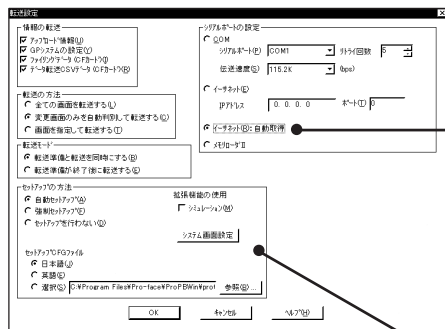 転送設定
情報の転送
アップロード情報(U)
GPシステムの設定(Y)
ファイリングデータ(CFカード)(I)
データ転送CSVデータ(CFカード)(R)
転送の方法
全ての画面を転送する(L)
変更画面のみを自動判別して転送する(C)
画面を指定して転送する(T)
転送モード
転送準備と転送を同時にする(B)
転送準備が終了後に転送する(E)
セットアップの方法
自動セットアップ(A)
強制セットアップ(F)
セットアップを行わない(D)
拡張機能の使用
シミュレーション(M)
システム画面設定
セットアップCFGファイル
日本語(J)
英語(E)
選択(S) C:¥Program Files¥Pro-face¥ProPBWin¥prot 参照(B)...
シリアルポートの設定
COM
シリアルポート(P) COM1 リトライ回数 5
伝送速度(S) 115.2K (bps)
イーサネット(E)
IPアドレス 0. 0. 0. 0 ポート(T) 0
イーサネット(R):自動取得
メモリローダⅡ
OK キャンセル ヘルプ(H)